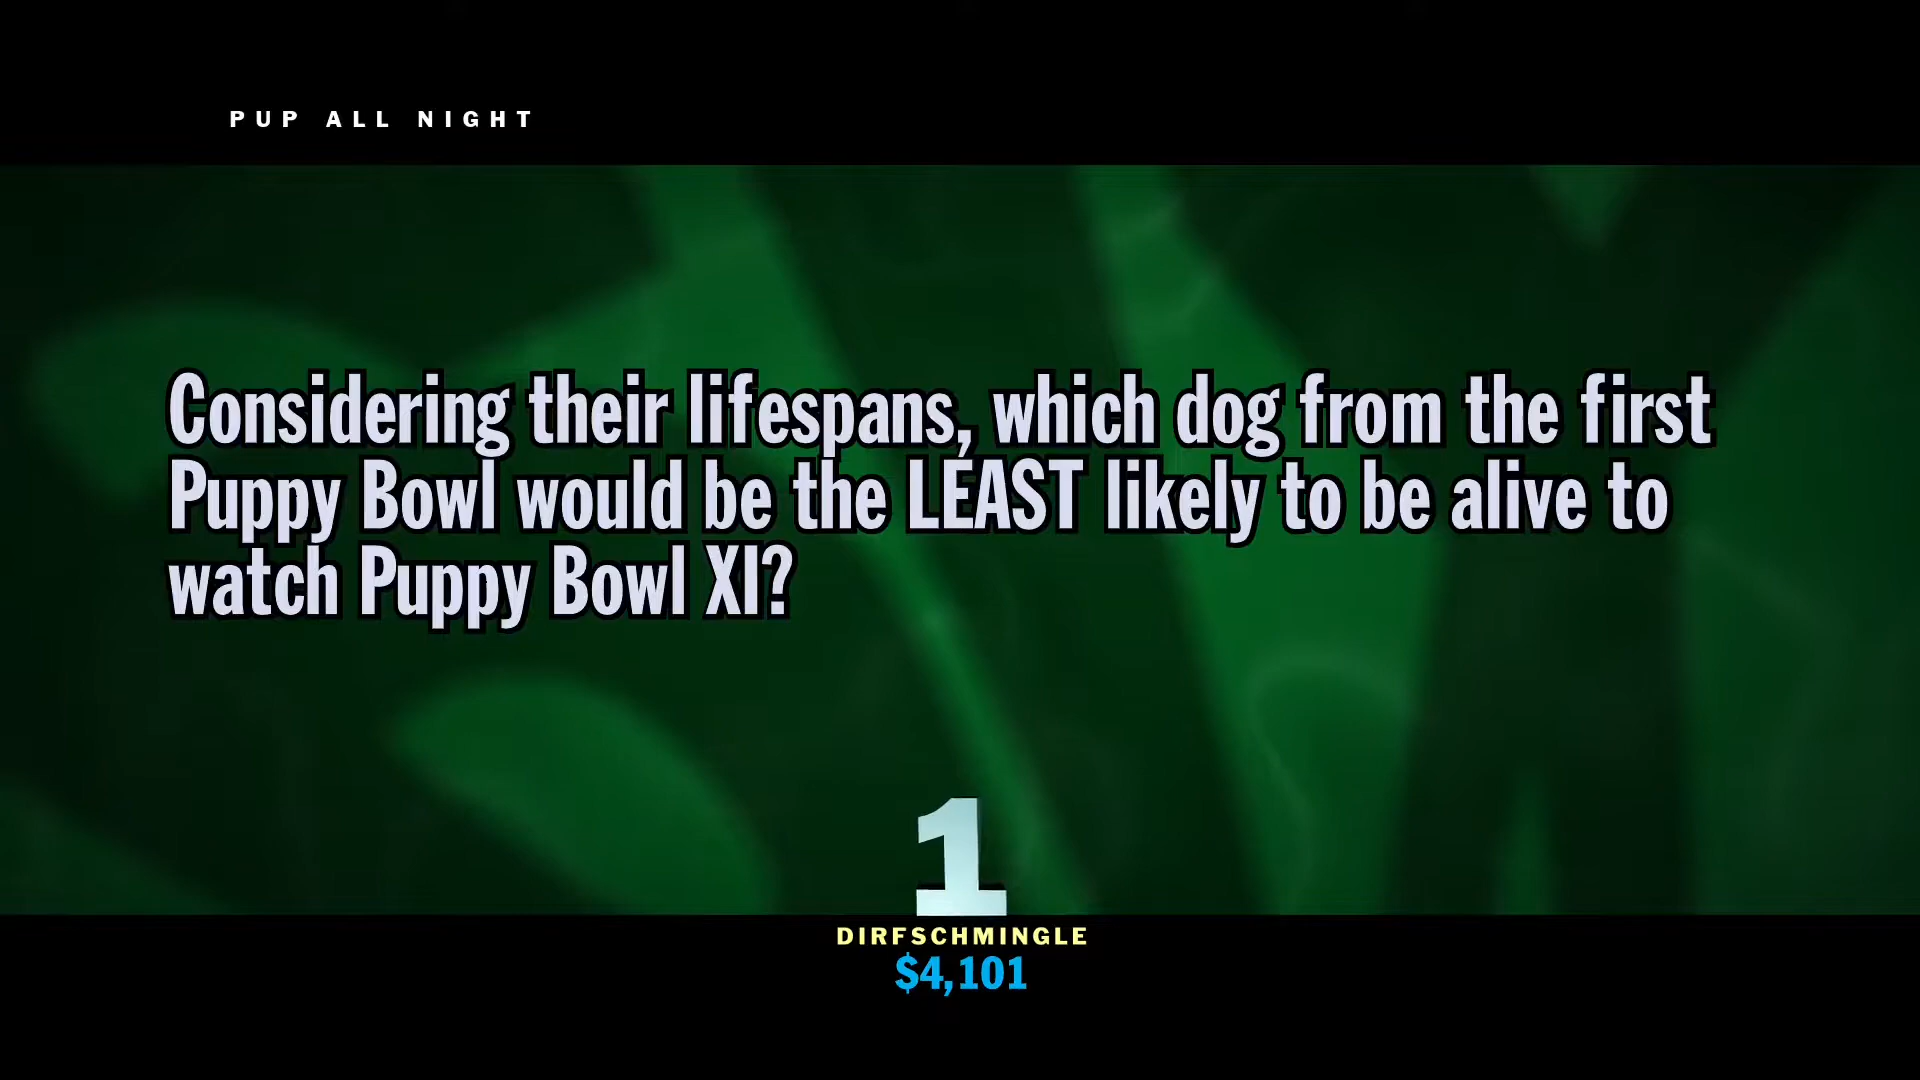 PUP ALL NIGHT
Considering their lifespans, which dog from the first
Puppy Bowl would be the LEAST likely to be alive to
watch Puppy Bowl XI?
1
DIRFSCHMINGLE
$4,101